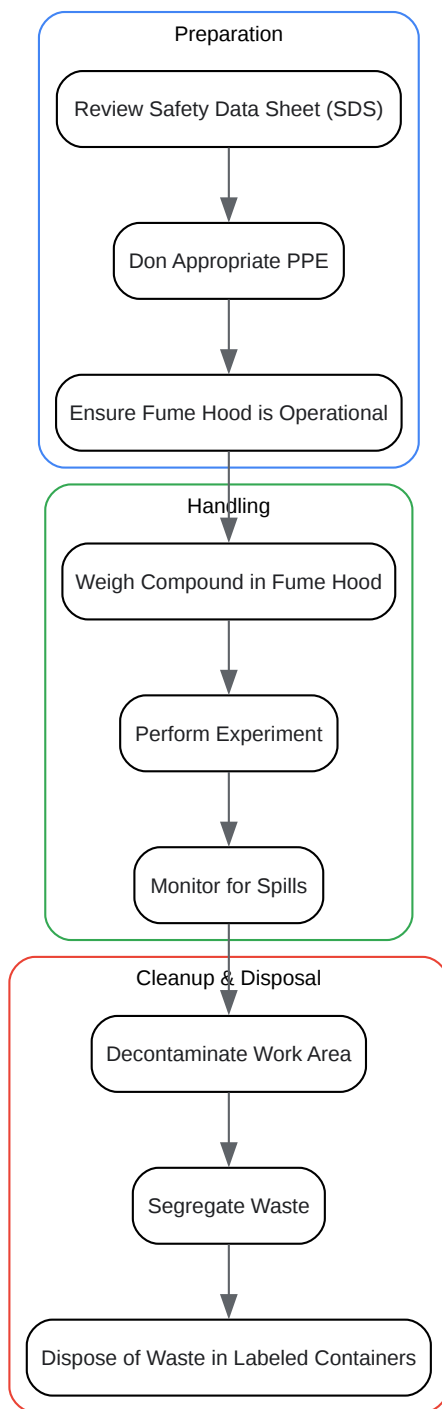 Preparation
Review Safety Data Sheet (SDS)
Don Appropriate PPE
Ensure Fume Hood is Operational
Handling
Weigh Compound in Fume Hood
Perform Experiment
Monitor for Spills
Cleanup & Disposal
Decontaminate Work Area
Segregate Waste
Dispose of Waste in Labeled Containers